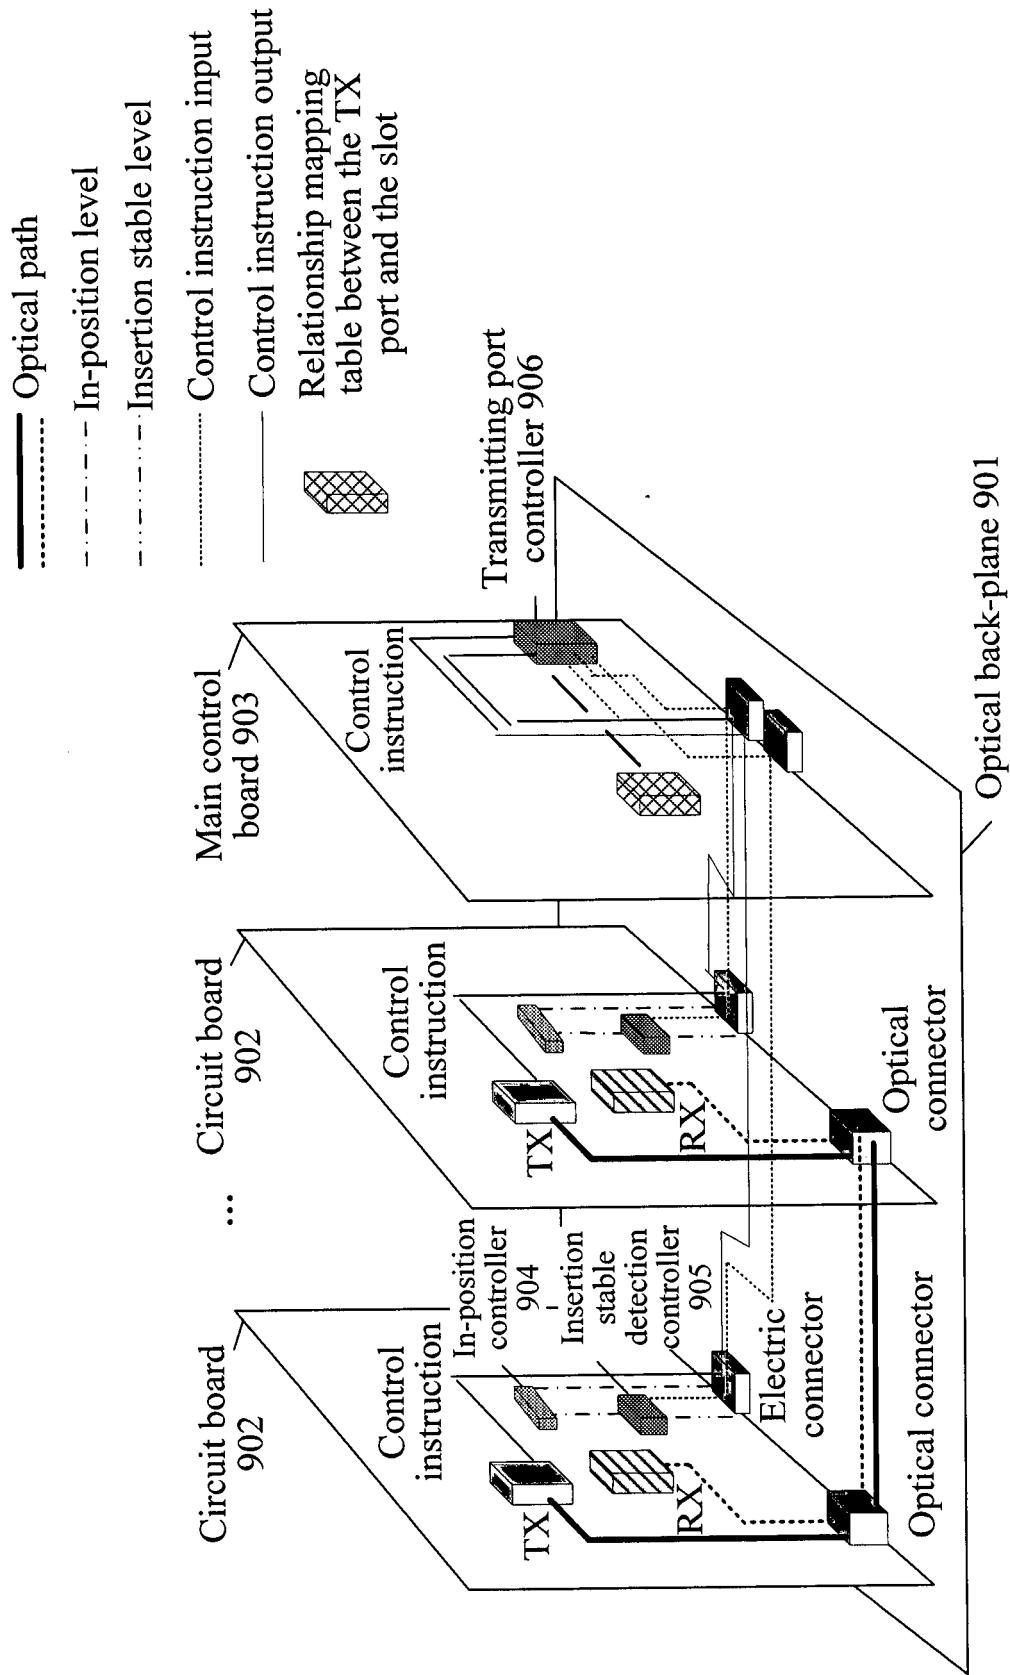 Optical path
In-position level
Insertion stable level
Control instruction input
Control instruction output
Relationship mapping
table between the TX
port and the slot
Circuit board
902
...
Circuit board
902
Main control
board 903
Control
instruction
Control
instruction
Control
instruction
Transmitting port
controller 906
TX
RX
In-position
controller
904
Insertion
stable
detection
controller
905
TX
RX
Electric
connector
Optical connector
Optical
connector
Optical back-plane 901